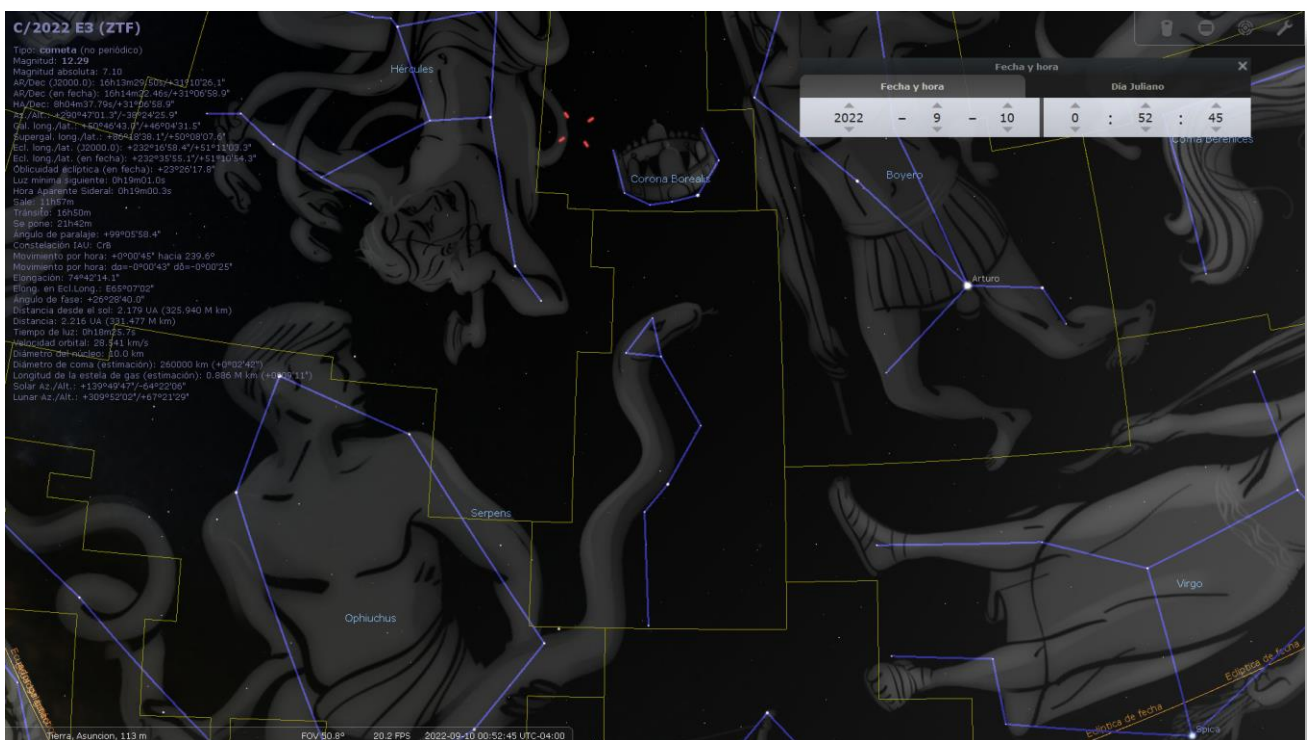 C/2022 E3 (ZTF)
Tipo: cometa (no periódico)
Magnitud: 12.29
Magnitud absoluta: 7.10
AR/Dec (J2000.0): 16h13m29.50s/+31°10'26.1"
AR/Dec (en fecha): 16h14m22.46s/+31°06'58.9"
HA/Dec: 8h04m37.79s/+31°06'58.9"
Az./Alt.: +290°47'01.3"/-38°24'25.9"
Gal. long./lat.: +50°46'43.0"/+46°04'31.5"
Supergal. long./lat.: +86°18'38.1"/+50°08'07.6"
Ecl. long./lat. (J2000.0): +232°16'58.4"/+51°11'03.3"
Ecl. long./lat. (en fecha): +232°35'55.1"/+51°10'54.3"
Oblicuidad eclíptica (en fecha): +23°26'17.8"
Luz mínima siguiente: 0h19m01.0s
Hora Aparente Sideral: 0h19m00.3s
Sale: 11h57m
Tránsito: 16h50m
Se pone: 21h42m
Ángulo de paralaje: +99°05'58.4"
Constelación IAU: CrB
Movimiento por hora: +0°00'45" hacia 239.6°
Movimiento por hora: dα=-0°00'43" dδ=-0°00'25"
Elongación: 74°42'14.1"
Elong. en Ecl.Long.: E65°07'02"
Ángulo de fase: +26°28'40.0"
Distancia desde el sol: 2.179 UA (325.940 M km)
Distancia: 2.216 UA (331.477 M km)
Tiempo de luz: 0h18m25.7s
Velocidad orbital: 28.541 km/s
Diámetro del núcleo: 10.0 km
Diámetro de coma (estimación): 260000 km (+0°02'42")
Longitud de la estela de gas (estimación): 0.886 M km (+0°09'11")
Solar Az./Alt.: +139°49'47"/-64°22'06"
Lunar Az./Alt.: +309°52'02"/+67°21'29"
Fecha y hora
Fecha y hora Día Juliano
2022 - 9 - 10 0 : 52 : 45
Hércules
Corona Borealis
Boyero
Coma Berenices
Arturo
Serpens
Ophiuchus
Virgo
Eclíptica de fecha
Eclíptica de fecha
Spica
Tierra, Asuncion, 113 m FOV 50.8° 20.2 FPS 2022-09-10 00:52:45 UTC-04:00